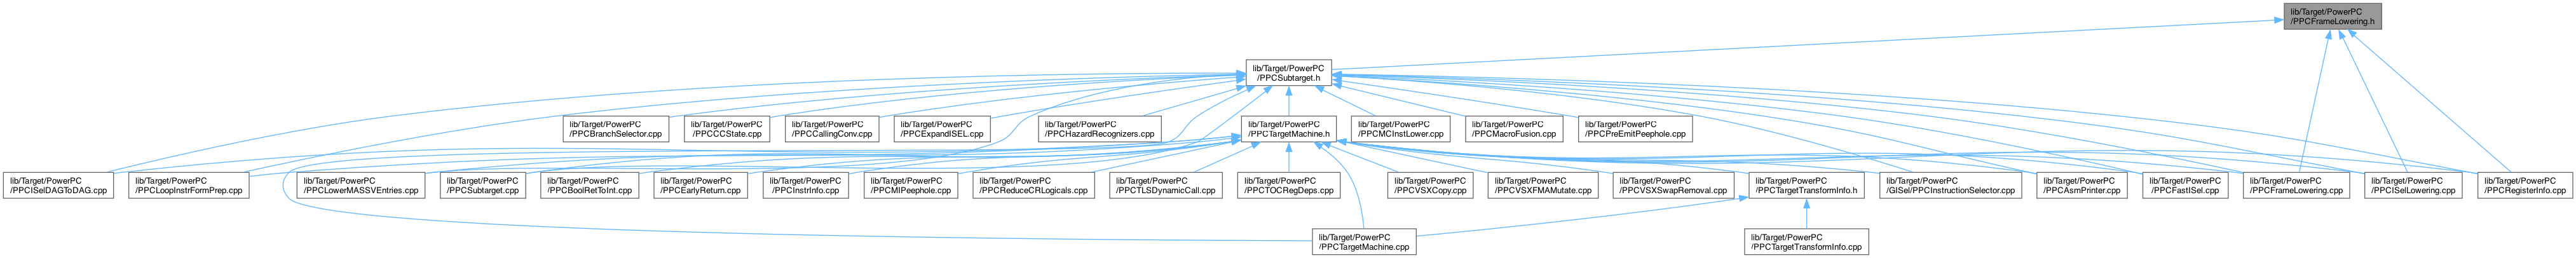 lib/Target/PowerPC
/PPCFrameLowering.h
lib/Target/PowerPC
/PPCSubtarget.h
lib/Target/PowerPC
/PPCBranchSelector.cpp
lib/Target/PowerPC
/PPCCCState.cpp
lib/Target/PowerPC
/PPCCallingConv.cpp
lib/Target/PowerPC
/PPCExpandISEL.cpp
lib/Target/PowerPC
/PPCHazardRecognizers.cpp
lib/Target/PowerPC
/PPCTargetMachine.h
lib/Target/PowerPC
/PPCMCInstLower.cpp
lib/Target/PowerPC
/PPCMacroFusion.cpp
lib/Target/PowerPC
/PPCPreEmitPeephole.cpp
lib/Target/PowerPC
/PPCISelDAGToDAG.cpp
lib/Target/PowerPC
/PPCLoopInstrFormPrep.cpp
lib/Target/PowerPC
/PPCLowerMASSVEntries.cpp
lib/Target/PowerPC
/PPCSubtarget.cpp
lib/Target/PowerPC
/PPCBoolRetToInt.cpp
lib/Target/PowerPC
/PPCEarlyReturn.cpp
lib/Target/PowerPC
/PPCInstrInfo.cpp
lib/Target/PowerPC
/PPCMIPeephole.cpp
lib/Target/PowerPC
/PPCReduceCRLogicals.cpp
lib/Target/PowerPC
/PPCTLSDynamicCall.cpp
lib/Target/PowerPC
/PPCTOCRegDeps.cpp
lib/Target/PowerPC
/PPCVSXCopy.cpp
lib/Target/PowerPC
/PPCVSXFMAMutate.cpp
lib/Target/PowerPC
/PPCVSXSwapRemoval.cpp
lib/Target/PowerPC
/PPCTargetTransformInfo.h
lib/Target/PowerPC
/GISel/PPCInstructionSelector.cpp
lib/Target/PowerPC
/PPCAsmPrinter.cpp
lib/Target/PowerPC
/PPCFastISel.cpp
lib/Target/PowerPC
/PPCFrameLowering.cpp
lib/Target/PowerPC
/PPCISelLowering.cpp
lib/Target/PowerPC
/PPCRegisterInfo.cpp
lib/Target/PowerPC
/PPCTargetMachine.cpp
lib/Target/PowerPC
/PPCTargetTransformInfo.cpp